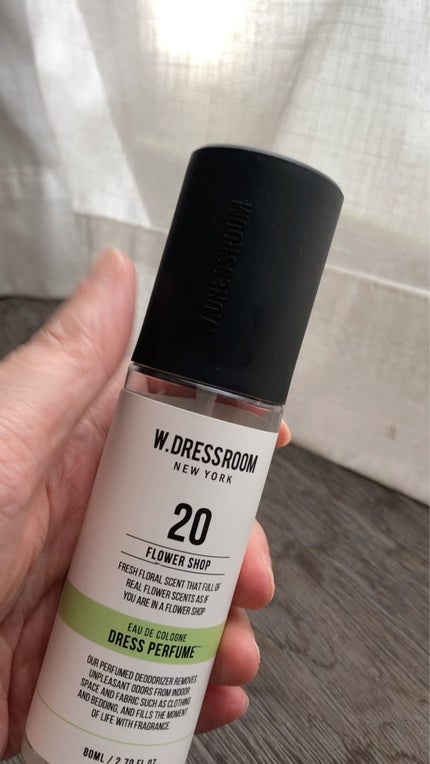 W.DRESSROOM
W.DRESSROOM
NEW YORK
20
FLOWER SHOP
FRESH FLORAL SCENT THAT FULL OF
REAL FLOWER SCENTS AS IF
YOU ARE IN A FLOWER SHOP
EAU DE COLOGNE
DRESS PERFUME
OUR PERFUMED DEODORIZER REMOVES
UNPLEASANT ODORS FROM INDOOR
SPACE AND FABRIC SUCH AS CLOTHING
AND BEDDING, AND FILLS THE MOMENT
OF LIFE WITH FRAGRANCE.
80ML / 2.70 FL.OZ